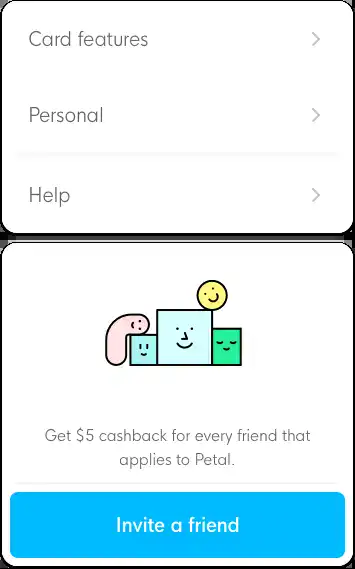 Card features
Personal
Help
Get $5 cashback for every friend that
applies to Petal.
Invite a friend